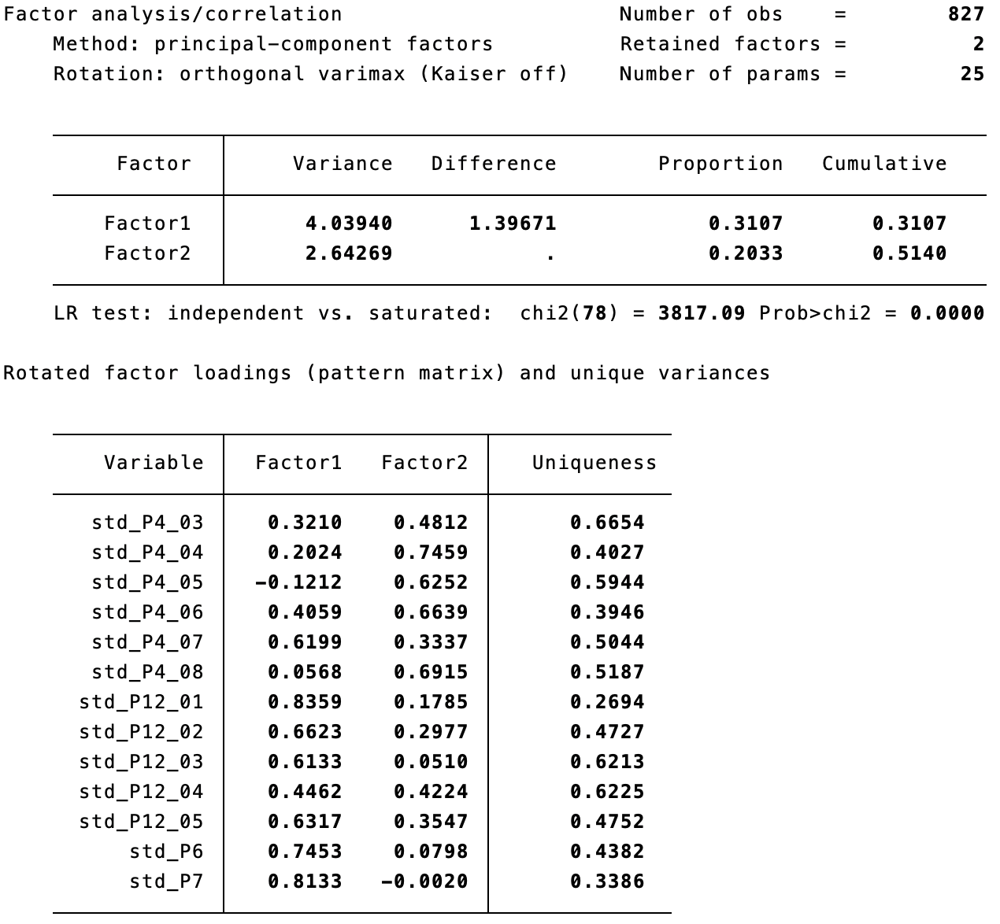 Factor analysis/correlation                      Number of obs    =        827
    Method: principal-component factors          Retained factors =          2
    Rotation: orthogonal varimax (Kaiser off)    Number of params =         25
Factor    Variance   Difference        Proportion   Cumulative
Factor1      4.03940      1.39671            0.3107       0.3107
Factor2      2.64269            .            0.2033       0.5140
LR test: independent vs. saturated:  chi2(78) = 3817.09 Prob>chi2 = 0.0000
Rotated factor loadings (pattern matrix) and unique variances
Variable    Factor1   Factor2    Uniqueness
std_P4_03    0.3210    0.4812    0.6654
std_P4_04    0.2024    0.7459    0.4027
std_P4_05    -0.1212    0.6252    0.5944
std_P4_06    0.4059    0.6639    0.3946
std_P4_07    0.6199    0.3337    0.5044
std_P4_08    0.0568    0.6915    0.5187
std_P12_01    0.8359    0.1785    0.2694
std_P12_02    0.6623    0.2977    0.4727
std_P12_03    0.6133    0.0510    0.6213
std_P12_04    0.4462    0.4224    0.6225
std_P12_05    0.6317    0.3547    0.4752
std_P6    0.7453    0.0798    0.4382
std_P7    0.8133    -0.0020    0.3386